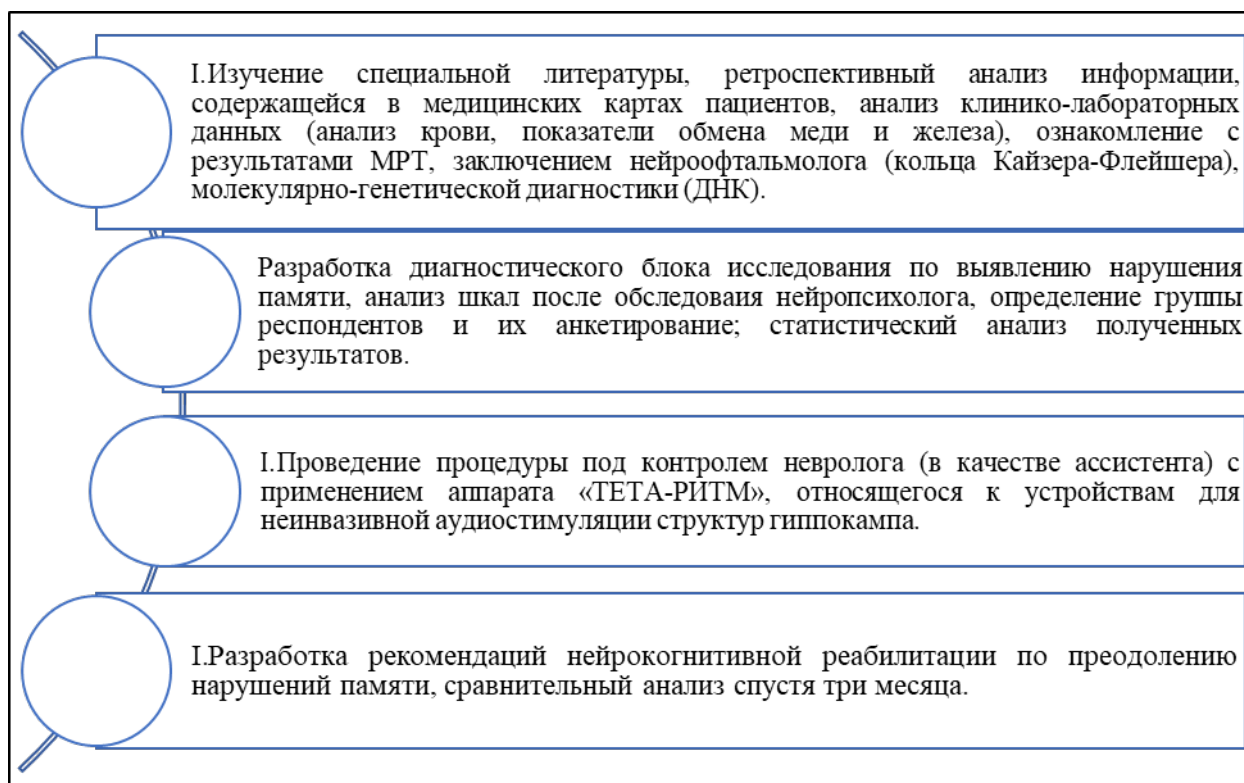 I.Изучение специальной литературы, ретроспективный анализ информации,
содержащейся в медицинских картах пациентов, анализ клинико-лабораторных
данных (анализ крови, показатели обмена меди и железа), ознакомление с
результатами МРТ, заключением нейроофтальмолога (кольца Кайзера-Флейшера),
молекулярно-генетической диагностики (ДНК).
Разработка диагностического блока исследования по выявлению нарушения
памяти, анализ шкал после обследоваия нейропсихолога, определение группы
респондентов и их анкетирование; статистический анализ полученных
результатов.
I.Проведение процедуры под контролем невролога (в качестве ассистента) с
применением аппарата «ТЕТА-РИТМ», относящегося к устройствам для
неинвазивной аудиостимуляции структур гиппокампа.
I.Разработка рекомендаций нейрокогнитивной реабилитации по преодолению
нарушений памяти, сравнительный анализ спустя три месяца.